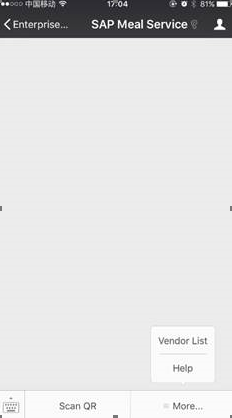 中国移动 17:04 81%
Enterprise... SAP Meal Service
Vendor List
Help
Scan QR More...